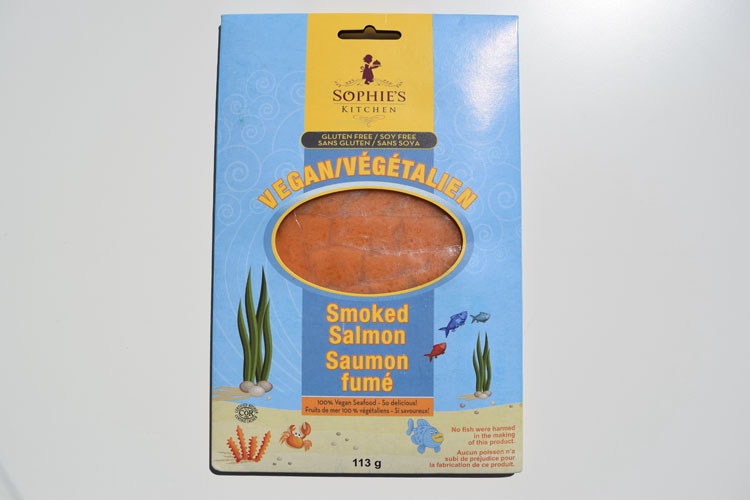 SOPHIE'S
KITCHEN
GLUTEN FREE / SOY FREE
SANS GLUTEN / SANS SOYA
VEGAN/VÉGÉTALIEN
Smoked
Salmon
Saumon
fumé
100% Vegan Seafood - So delicious!
Fruits de mer 100 % végétaliens - Si savoureux!
COR
No fish were harmed
in the making
of this product.
Aucun poisson n'a
subi de préjudice pour
la fabrication de ce produit.
113 g